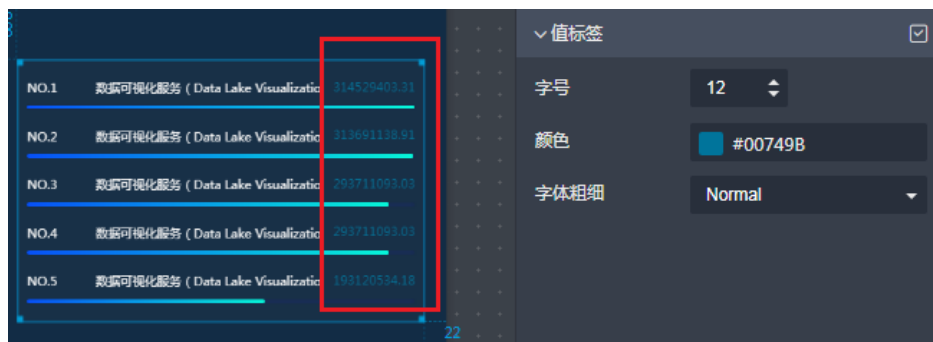 NO.1 数据可视化服务 ( Data Lake Visualizatio 314529403.31
NO.2 数据可视化服务 ( Data Lake Visualizatio 313691138.91
NO.3 数据可视化服务 ( Data Lake Visualizatio 293711093.03
NO.4 数据可视化服务 ( Data Lake Visualizatio 293711093.03
NO.5 数据可视化服务 ( Data Lake Visualizatio 193120534.18
22
值标签
字号 12
颜色 #00749B
字体粗细 Normal